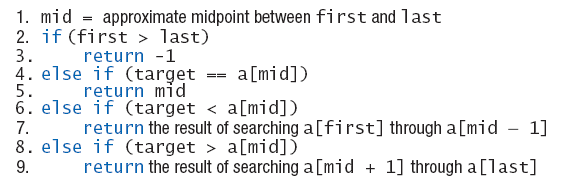 1. mid = approximate midpoint between first and last
2. if (first > last)
3. return -1
4. else if (target == a[mid])
5. return mid
6. else if (target < a[mid])
7. return the result of searching a[first] through a[mid – 1]
8. else if (target > a[mid])
9. return the result of searching a[mid + 1] through a[last]